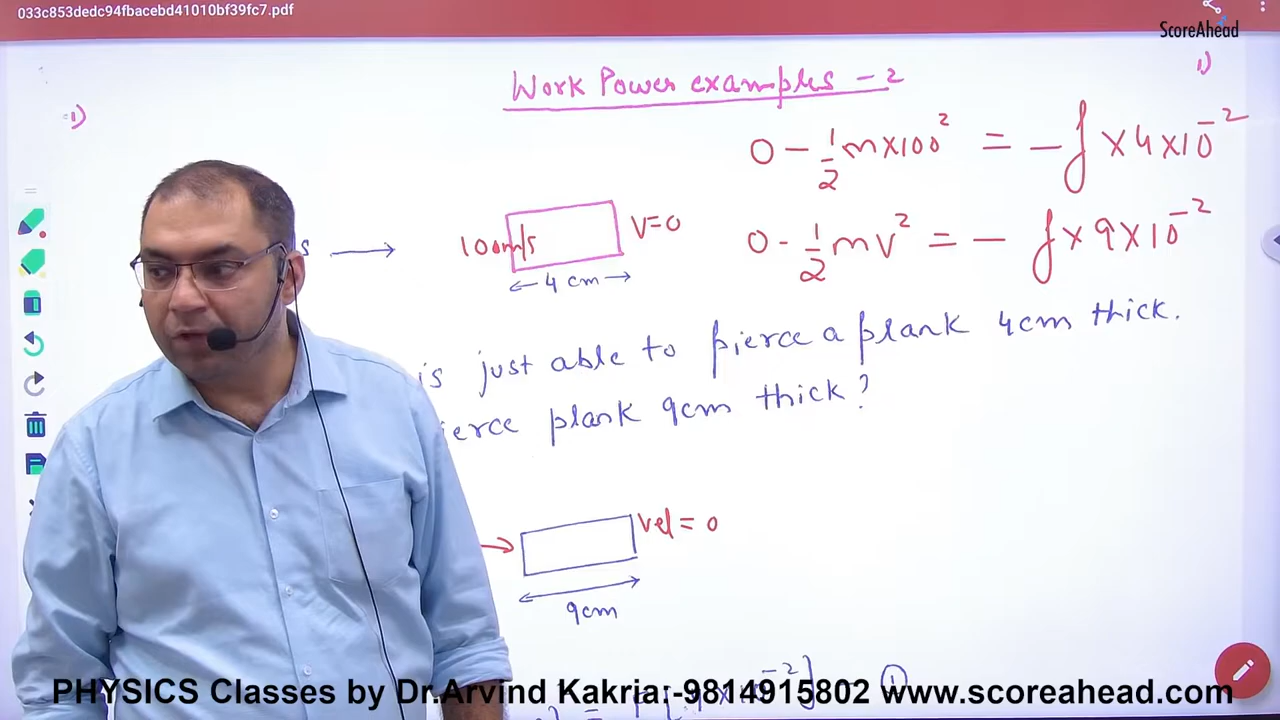 033c853dedc94fbacebd41010bf39fc7.pdf
ScoreAhead
Work Power examples - 2
1)
1)
0 - 1/2 m x 100² = - f x 4 x 10⁻²
100m/s
V=0
s
4 cm
0 - 1/2 mv² = - f x 9 x 10⁻²
is just able to pierce a plank 4cm thick.
ierce plank 9cm thick?
Vel = 0
9cm
PHYSICS Classes by Dr.Arvind Kakria:-9814915802 www.scoreahead.com